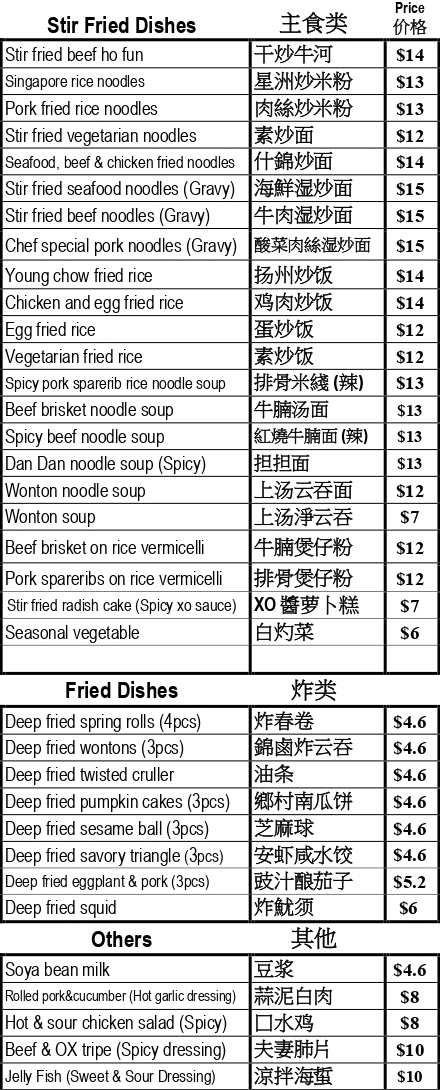 Stir Fried Dishes 主食类 Price 价格
Stir fried beef ho fun 干炒牛河 $14
Singapore rice noodles 星洲炒米粉 $13
Pork fried rice noodles 肉絲炒米粉 $13
Stir fried vegetarian noodles 素炒面 $12
Seafood, beef & chicken fried noodles 什錦炒面 $14
Stir fried seafood noodles (Gravy) 海鮮湿炒面 $15
Stir fried beef noodles (Gravy) 牛肉湿炒面 $15
Chef special pork noodles (Gravy) 酸菜肉絲湿炒面 $15
Young chow fried rice 扬州炒饭 $14
Chicken and egg fried rice 鸡肉炒饭 $14
Egg fried rice 蛋炒饭 $12
Vegetarian fried rice 素炒饭 $12
Spicy pork sparerib rice noodle soup 排骨米綫 (辣) $13
Beef brisket noodle soup 牛腩汤面 $13
Spicy beef noodle soup 紅燒牛腩面 (辣) $13
Dan Dan noodle soup (Spicy) 担担面 $13
Wonton noodle soup 上汤云吞面 $12
Wonton soup 上汤淨云吞 $7
Beef brisket on rice vermicelli 牛腩煲仔粉 $12
Pork spareribs on rice vermicelli 排骨煲仔粉 $12
Stir fried radish cake (Spicy xo sauce) XO 醬萝卜糕 $7
Seasonal vegetable 白灼菜 $6
Fried Dishes 炸类
Deep fried spring rolls (4pcs) 炸春卷 $4.6
Deep fried wontons (3pcs) 錦鹵炸云吞 $4.6
Deep fried twisted cruller 油条 $4.6
Deep fried pumpkin cakes (3pcs) 鄉村南瓜饼 $4.6
Deep fried sesame ball (3pcs) 芝麻球 $4.6
Deep fried savory triangle (3pcs) 安虾咸水饺 $4.6
Deep fried eggplant & pork (3pcs) 豉汁酿茄子 $5.2
Deep fried squid 炸魷须 $6
Others 其他
Soya bean milk 豆浆 $4.6
Rolled pork&cucumber (Hot garlic dressing) 蒜泥白肉 $8
Hot & sour chicken salad (Spicy) 口水鸡 $8
Beef & OX tripe (Spicy dressing) 夫妻肺片 $10
Jelly Fish (Sweet & Sour Dressing) 涼拌海蜇 $10